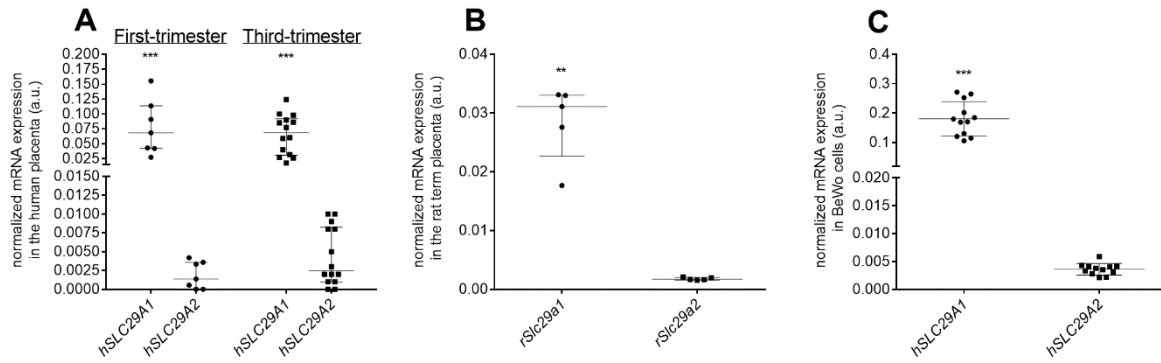 A
First-trimester
Third-trimester
normalized mRNA expression
in the human placenta (a.u.)
0.200
0.175
0.150
0.125
0.100
0.075
0.050
0.025
0.0150
0.0125
0.0100
0.0075
0.0050
0.0025
0.0000
***
***
hSLC29A1
hSLC29A2
hSLC29A1
hSLC29A2
B
normalized mRNA expression
in the rat term placenta (a.u.)
0.04
0.03
0.02
0.01
0.00
**
rSlc29a1
rSlc29a2
C
normalized mRNA expression
in BeWo cells (a.u.)
0.4
0.3
0.2
0.1
0.020
0.015
0.010
0.005
0.000
***
hSLC29A1
hSLC29A2